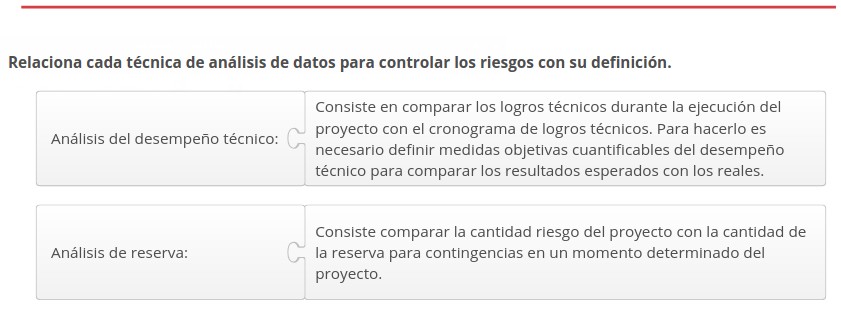 Relaciona cada técnica de análisis de datos para controlar los riesgos con su definición.
Análisis del desempeño técnico:
Consiste en comparar los logros técnicos durante la ejecución del
proyecto con el cronograma de logros técnicos. Para hacerlo es
necesario definir medidas objetivas cuantificables del desempeño
técnico para comparar los resultados esperados con los reales.
Análisis de reserva:
Consiste comparar la cantidad riesgo del proyecto con la cantidad de
la reserva para contingencias en un momento determinado del
proyecto.